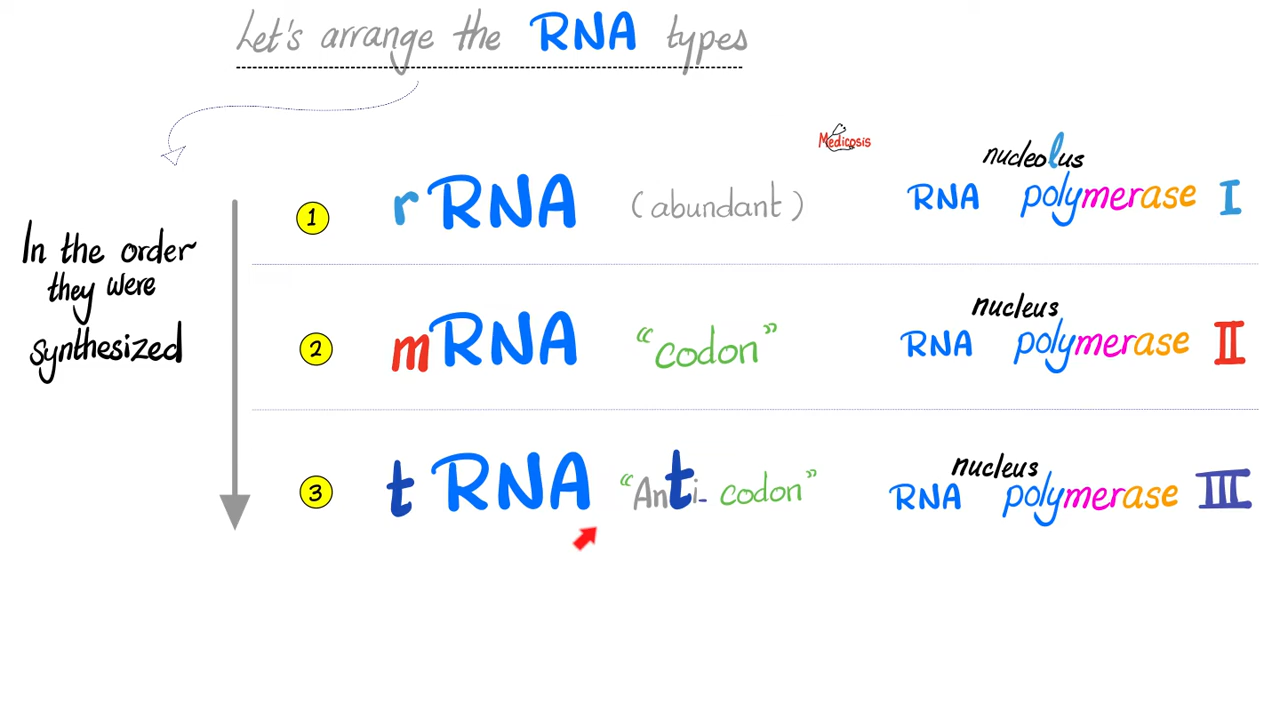 Let's arrange the RNA types
Medicosis
In the order
they were
synthesized
1 rRNA (abundant) nucleolus RNA polymerase I
2 mRNA "codon" nucleus RNA polymerase II
3 tRNA "Anti-codon" nucleus RNA polymerase III